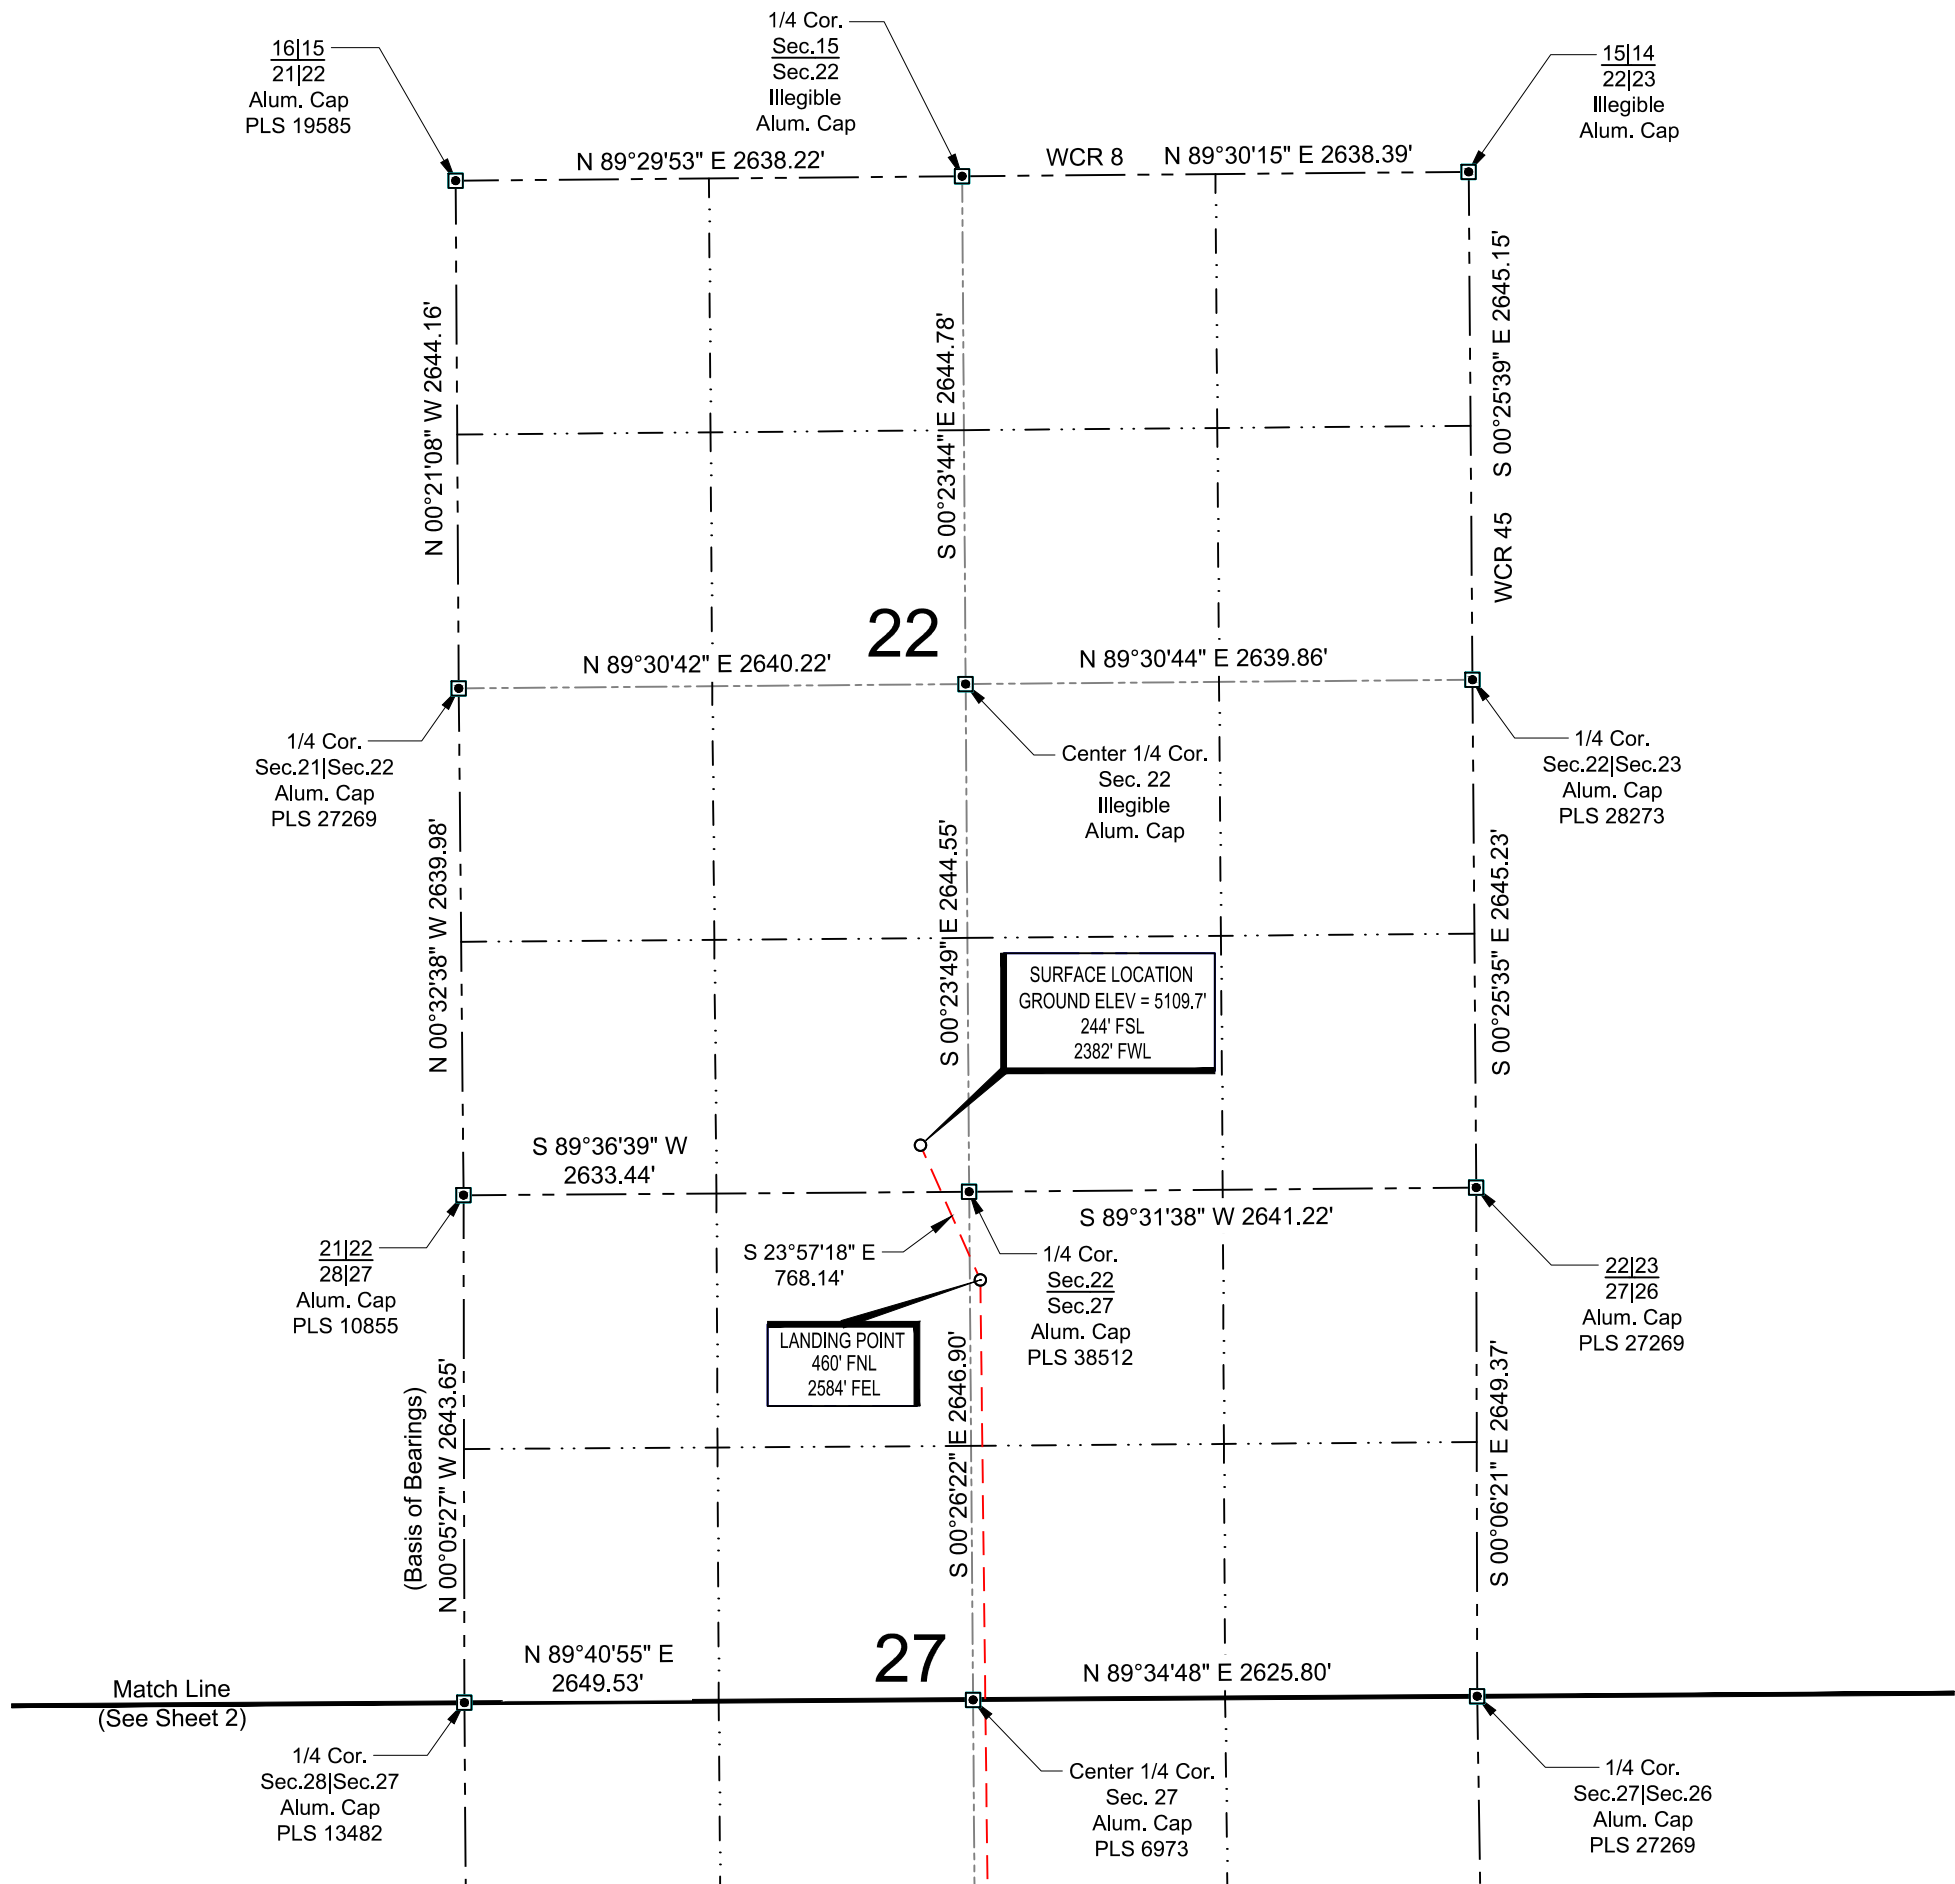 1/4 Cor.
Sec.15
Sec.22
Illegible
Alum. Cap
16|15
21|22
Alum. Cap
PLS 19585
15|14
22|23
Illegible
Alum. Cap
N 89°29'53" E 2638.22'
WCR 8
N 89°30'15" E 2638.39'
N 00°21'08" W 2644.16'
S 00°23'44" E 2644.78'
S 00°25'39" E 2645.15'
WCR 45
22
N 89°30'42" E 2640.22'
N 89°30'44" E 2639.86'
1/4 Cor.
Sec.21|Sec.22
Alum. Cap
PLS 27269
Center 1/4 Cor.
Sec. 22
Illegible
Alum. Cap
1/4 Cor.
Sec.22|Sec.23
Alum. Cap
PLS 28273
N 00°32'38" W 2639.98'
S 00°23'49" E 2644.55'
S 00°25'35" E 2645.23'
SURFACE LOCATION
GROUND ELEV = 5109.7'
244' FSL
2382' FWL
S 89°36'39" W
2633.44'
S 89°31'38" W 2641.22'
21|22
28|27
Alum. Cap
PLS 10855
S 23°57'18" E
768.14'
1/4 Cor.
Sec.22
Sec.27
Alum. Cap
PLS 38512
22|23
27|26
Alum. Cap
PLS 27269
LANDING POINT
460' FNL
2584' FEL
(Basis of Bearings)
N 00°05'27" W 2643.65'
S 00°26'22" E 2646.90'
S 00°06'21" E 2649.37'
N 89°40'55" E
2649.53'
27
N 89°34'48" E 2625.80'
Match Line
(See Sheet 2)
1/4 Cor.
Sec.28|Sec.27
Alum. Cap
PLS 13482
Center 1/4 Cor.
Sec. 27
Alum. Cap
PLS 6973
1/4 Cor.
Sec.27|Sec.26
Alum. Cap
PLS 27269